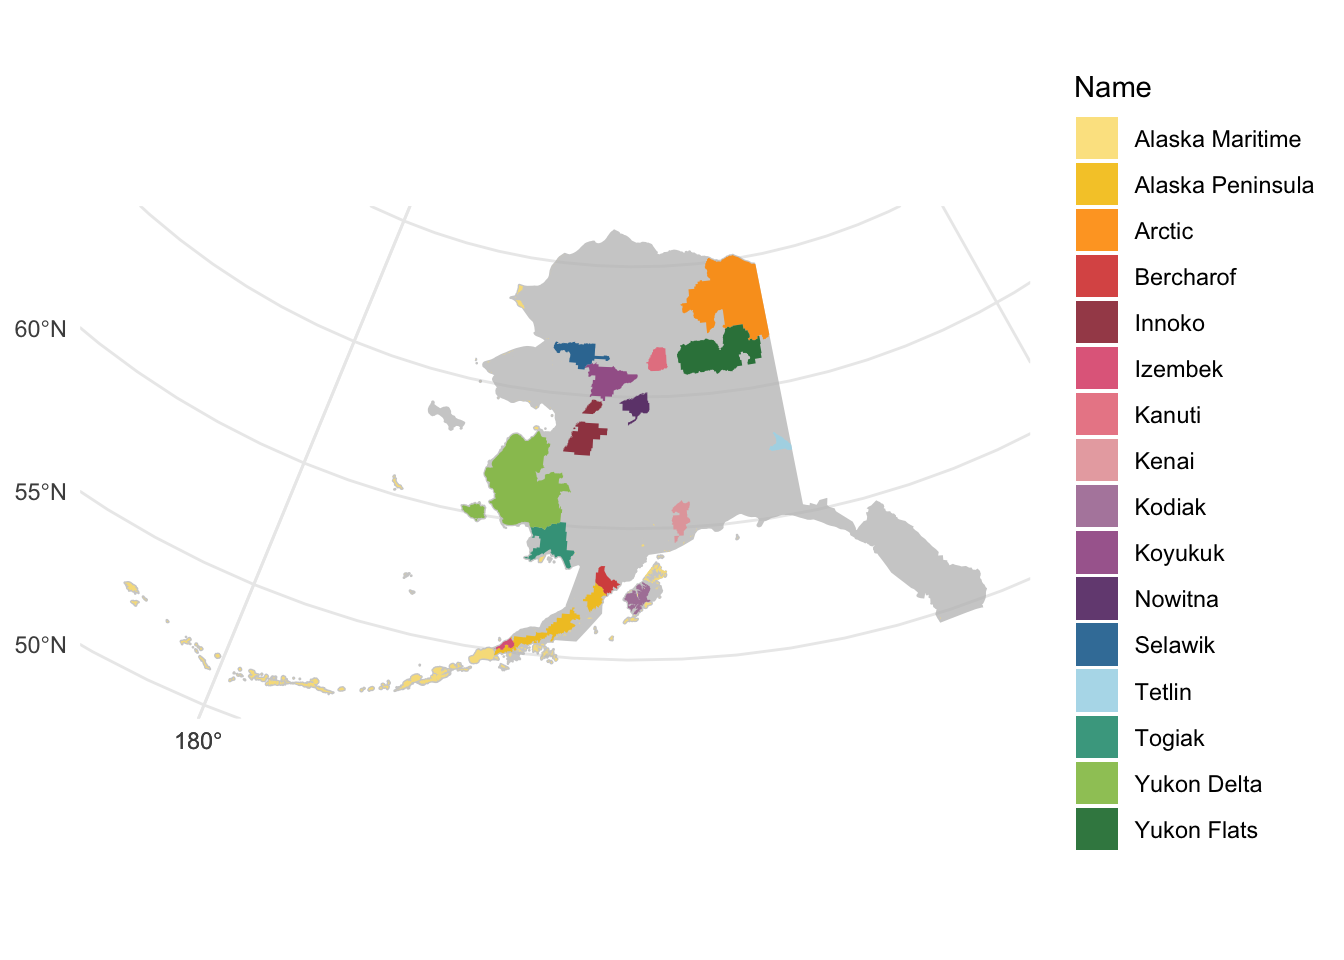 Name
Alaska Maritime
Alaska Peninsula
Arctic
Bercharof
Innoko
Izembek
Kanuti
Kenai
Kodiak
Koyukuk
Nowitna
Selawik
Tetlin
Togiak
Yukon Delta
Yukon Flats
60°N
55°N
50°N
180°